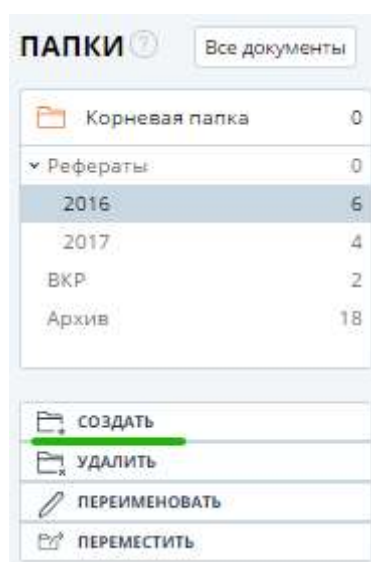 ПАПКИ ? Все документы
Корневая папка 0
Рефераты 0
2016 6
2017 4
ВКР 2
Архив 18
СОЗДАТЬ
УДАЛИТЬ
ПЕРЕИМЕНОВАТЬ
ПЕРЕМЕСТИТЬ